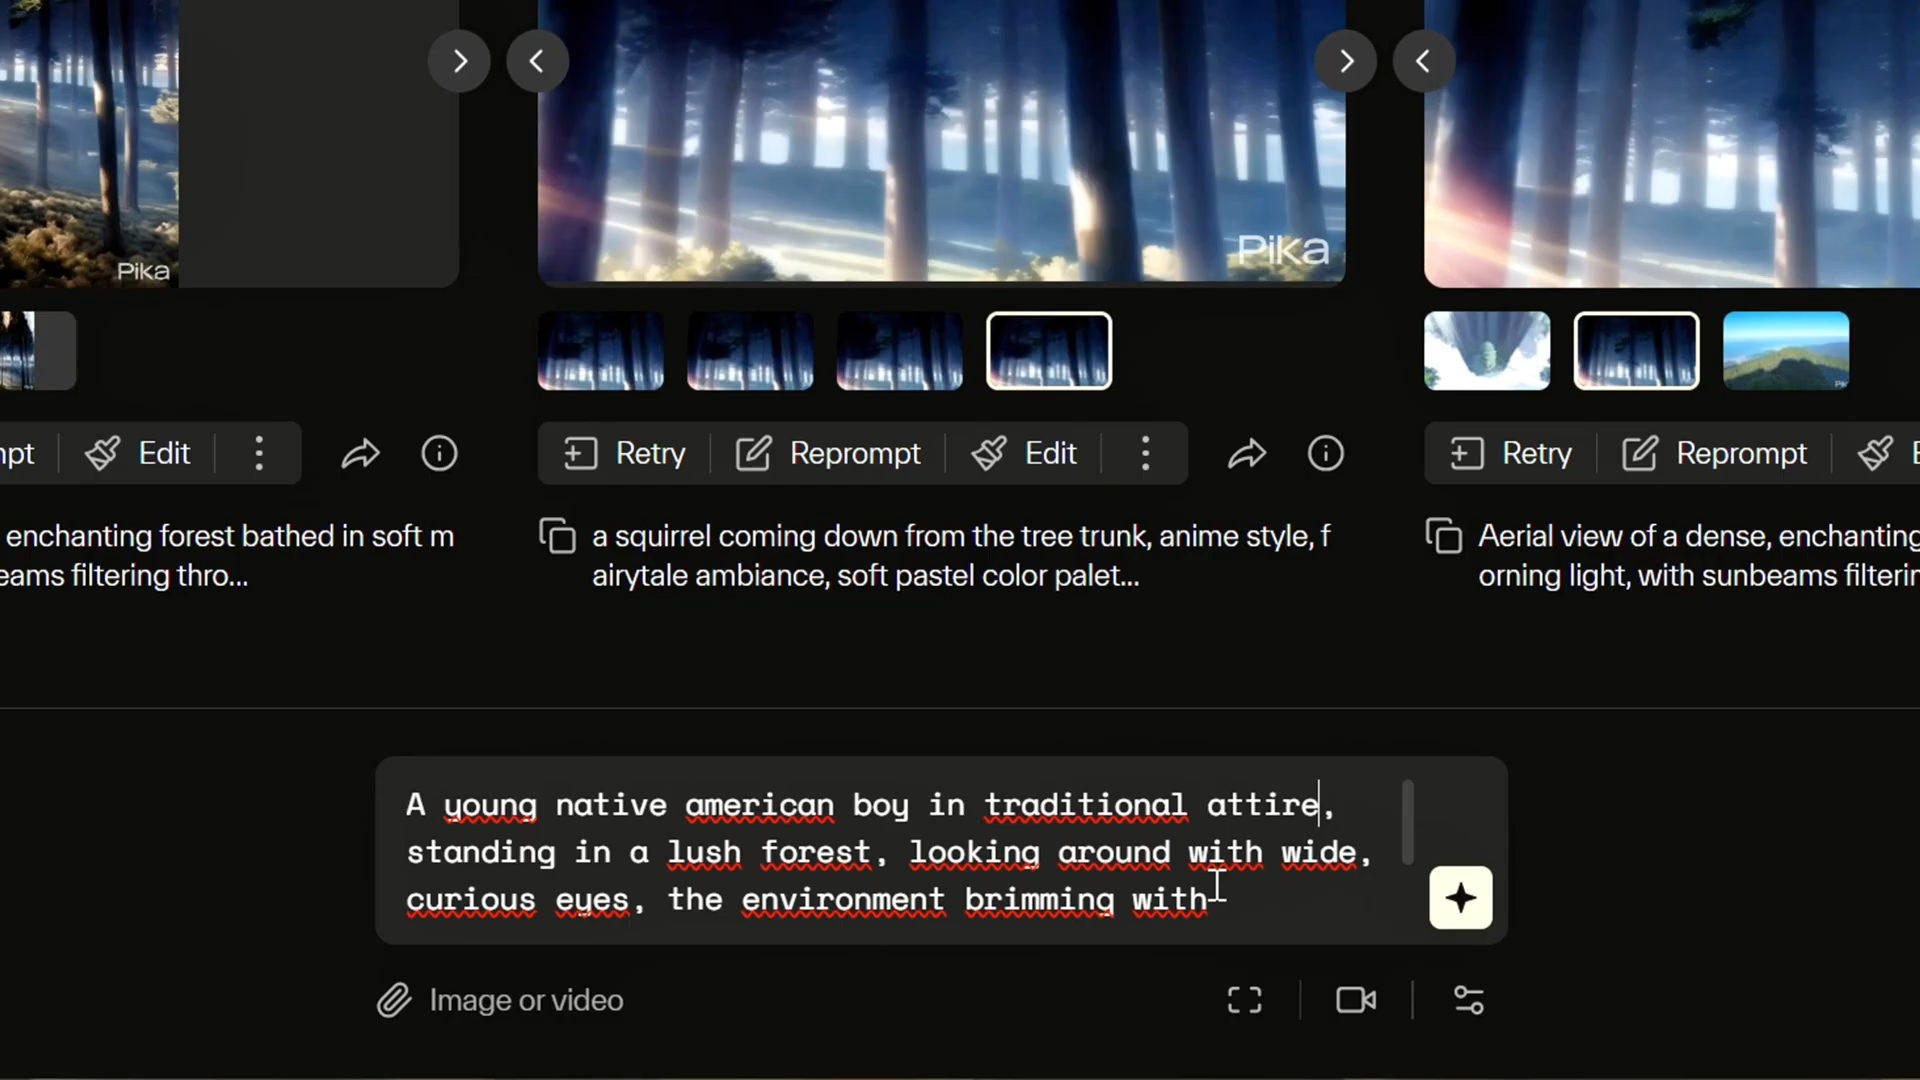 Pika
Pika
Edit
Retry
Reprompt
Edit
Retry
Reprompt
enchanting forest bathed in soft m
eams filtering thro...
a squirrel coming down from the tree trunk, anime style, f
airytale ambiance, soft pastel color palet...
Aerial view of a dense, enchanting
orning light, with sunbeams filterin
A young native american boy in traditional attire,
standing in a lush forest, looking around with wide,
curious eyes, the environment brimming with
Image or video